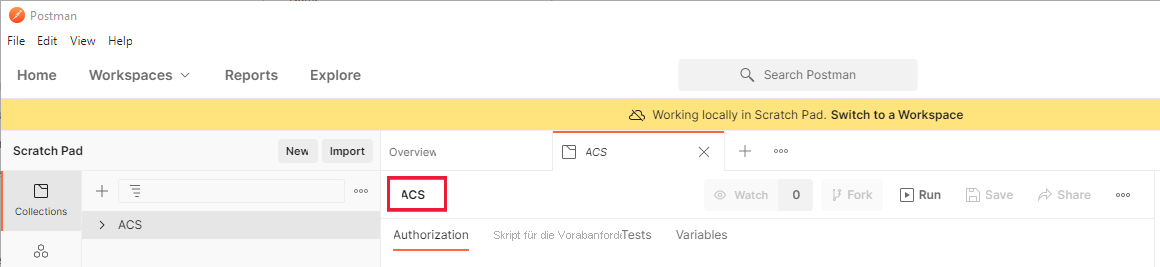 Postman
File Edit View Help
Home Workspaces Reports Explore Search Postman
Working locally in Scratch Pad. Switch to a Workspace
Scratch Pad New Import Overview ACS
ACS Watch 0 Fork Run Save Share
Collections
ACS
Authorization Skript für die Vorabanford Tests Variables